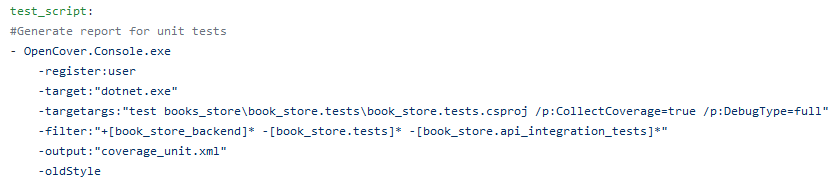 test_script:
#Generate report for unit tests
- OpenCover.Console.exe
-register:user
-target:"dotnet.exe"
-targetargs:"test books_store\book_store.tests\book_store.tests.csproj /p:CollectCoverage=true /p:DebugType=full"
-filter:"+[book_store_backend]* -[book_store.tests]* -[book_store.api_integration_tests]*"
-output:"coverage_unit.xml"
-oldStyle